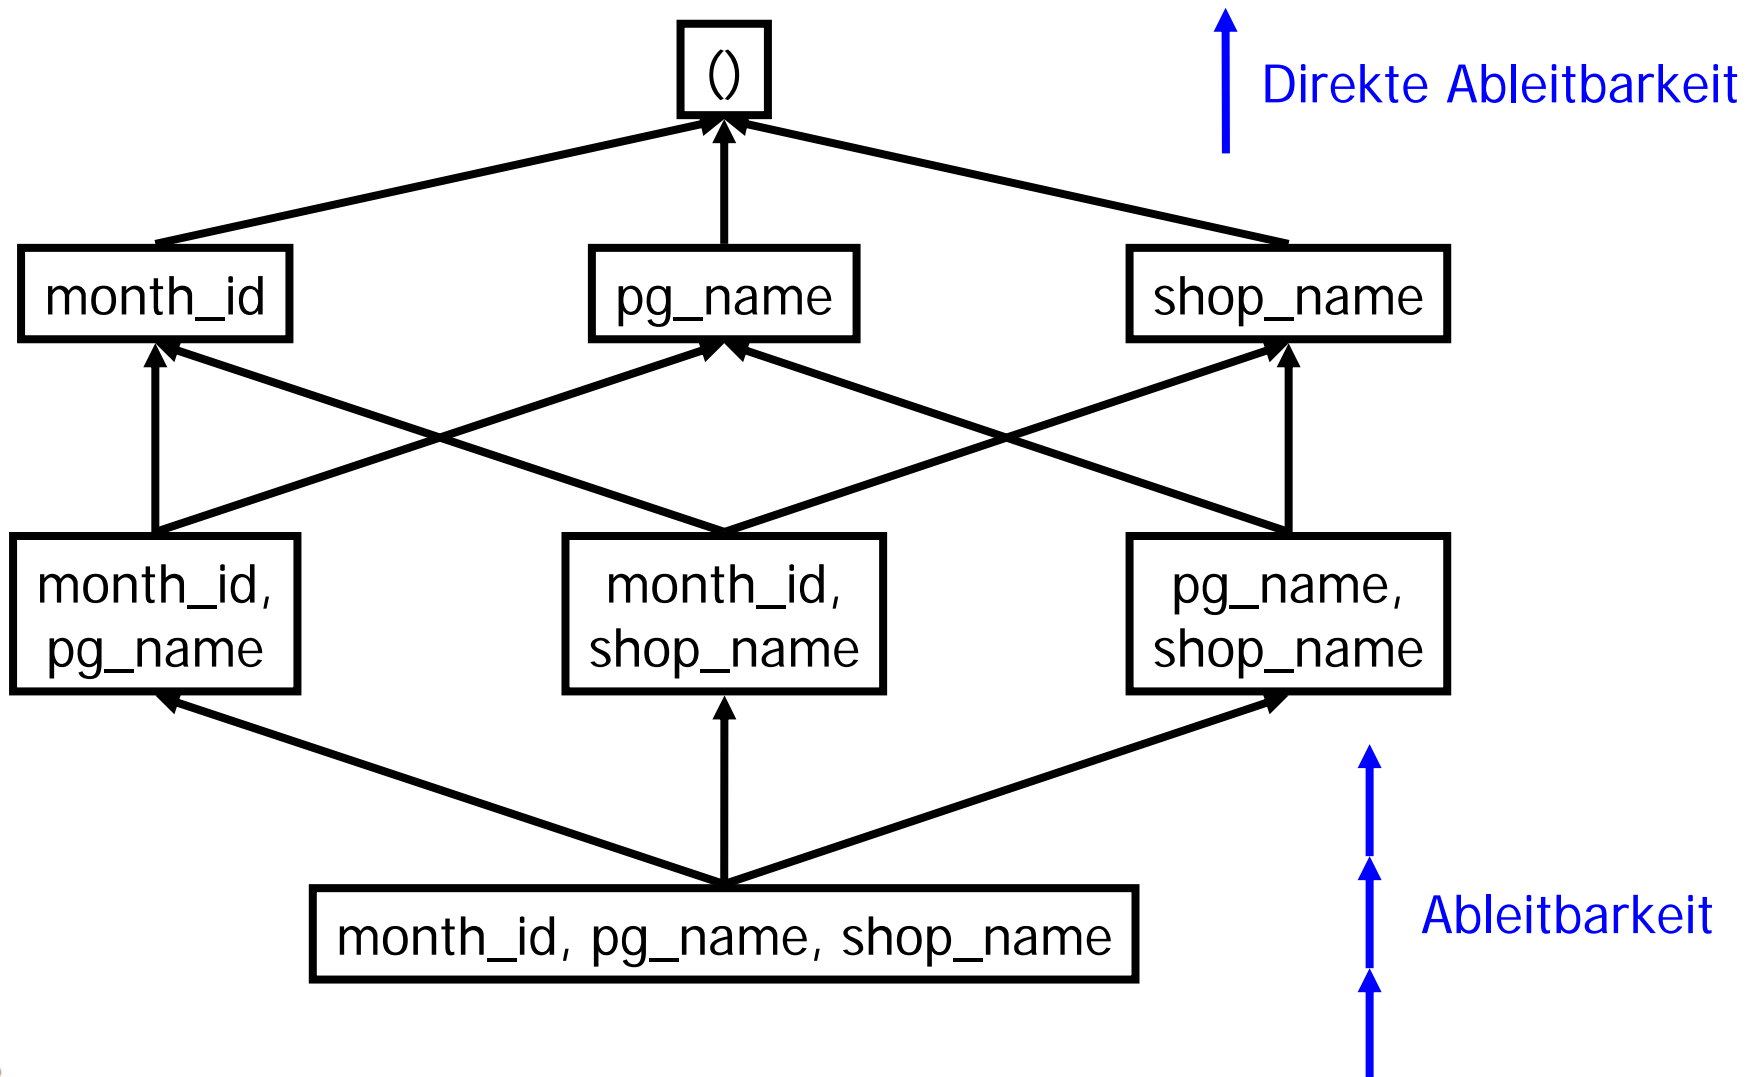 ()
Direkte Ableitbarkeit
month_id
pg_name
shop_name
month_id,
pg_name
month_id,
shop_name
pg_name,
shop_name
month_id, pg_name, shop_name
Ableitbarkeit